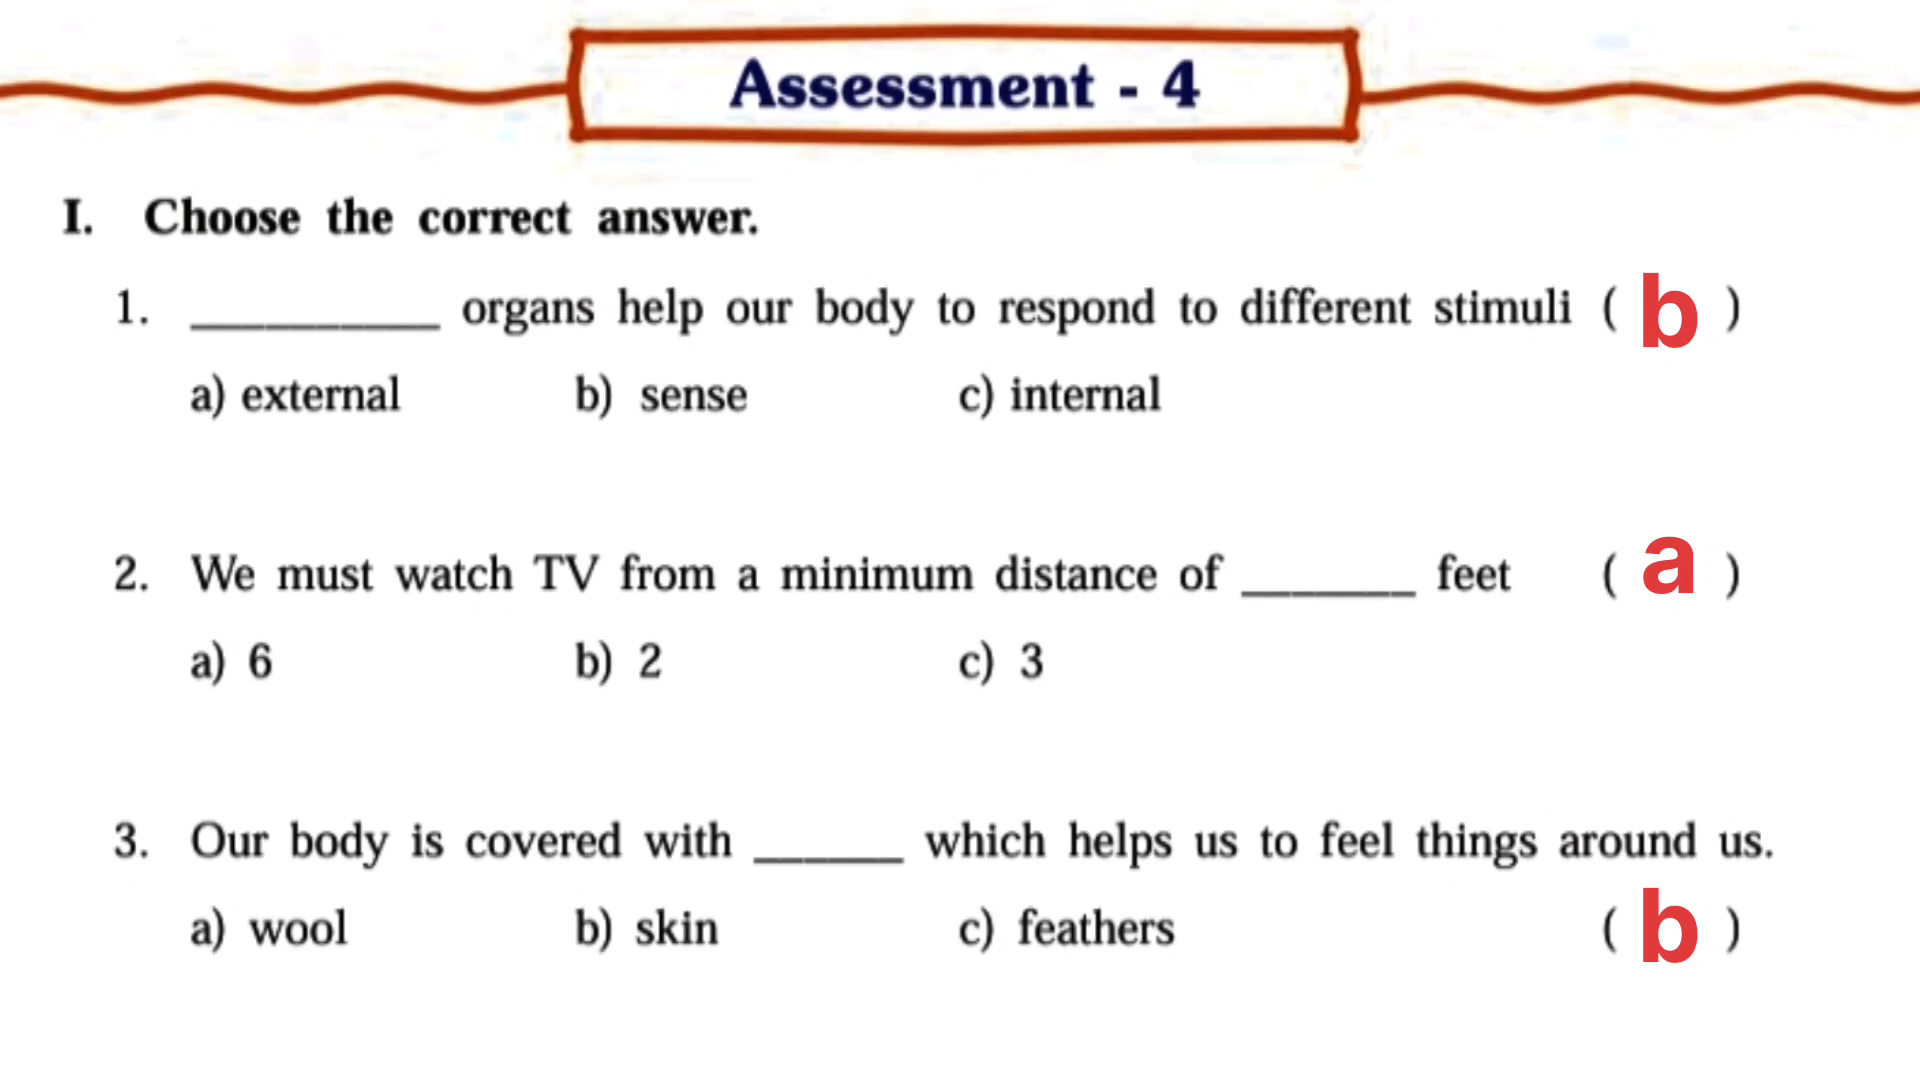 Assessment - 4
I. Choose the correct answer.
1. __________ organs help our body to respond to different stimuli ( b )
a) external b) sense c) internal
2. We must watch TV from a minimum distance of _______ feet ( a )
a) 6 b) 2 c) 3
3. Our body is covered with ______ which helps us to feel things around us.
a) wool b) skin c) feathers ( b )